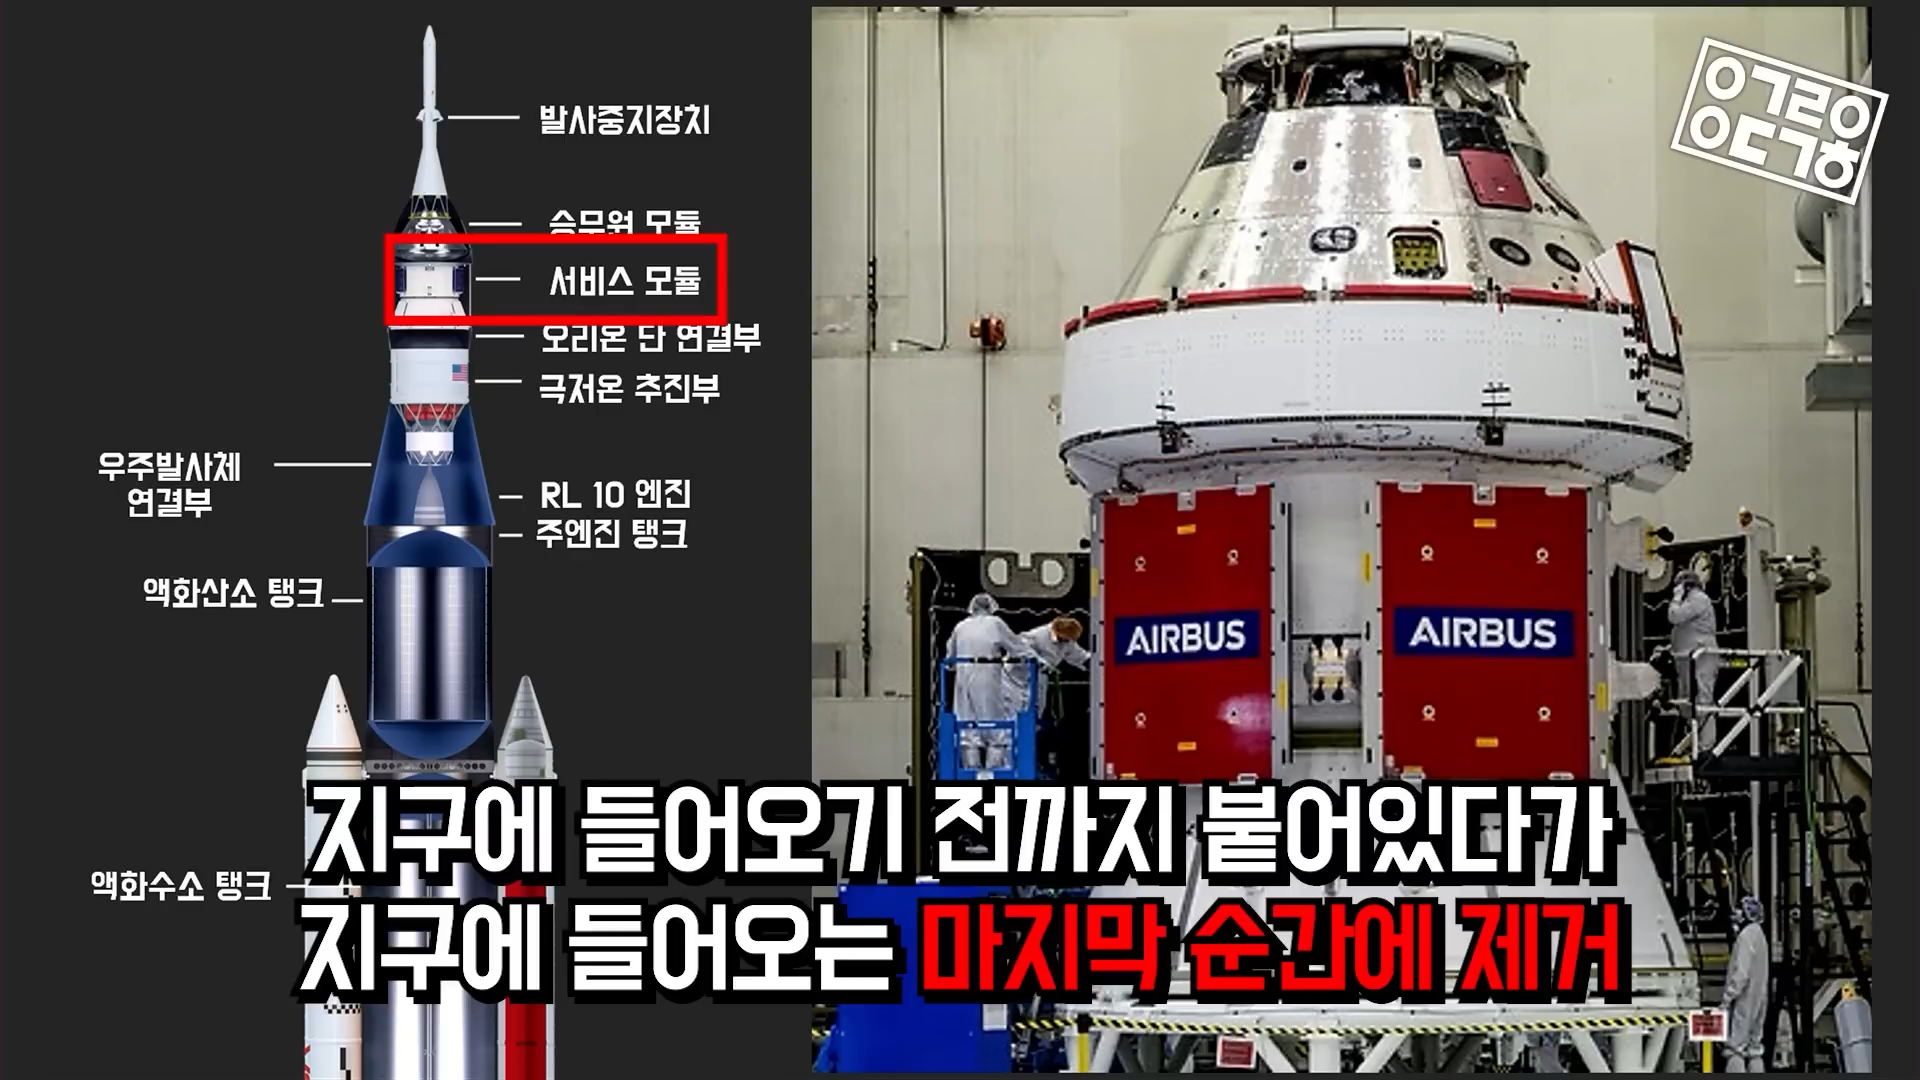 발사중지장치
승무원 모듈
서비스 모듈
오리온 단 연결부
극저온 추진부
우주발사체
연결부
RL 10 엔진
주엔진 탱크
액화산소 탱크
액화수소 탱크
AIRBUS
AIRBUS
지구에 들어오기 전까지 붙어있다가
지구에 들어오는 마지막 순간에 제거